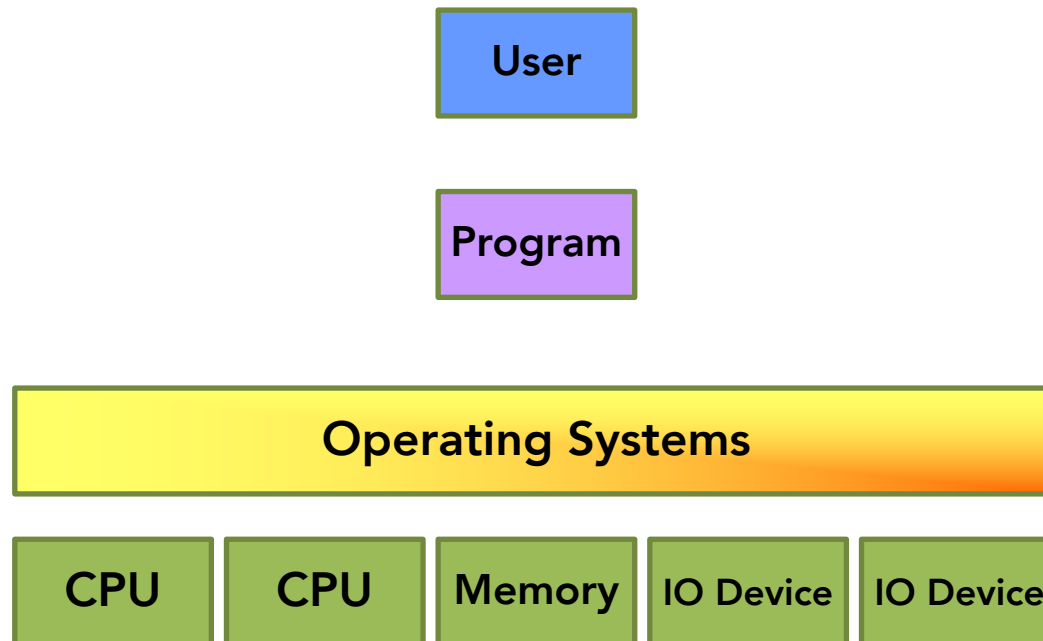 User
Program
Operating Systems
CPU
CPU
Memory
IO Device
IO Device